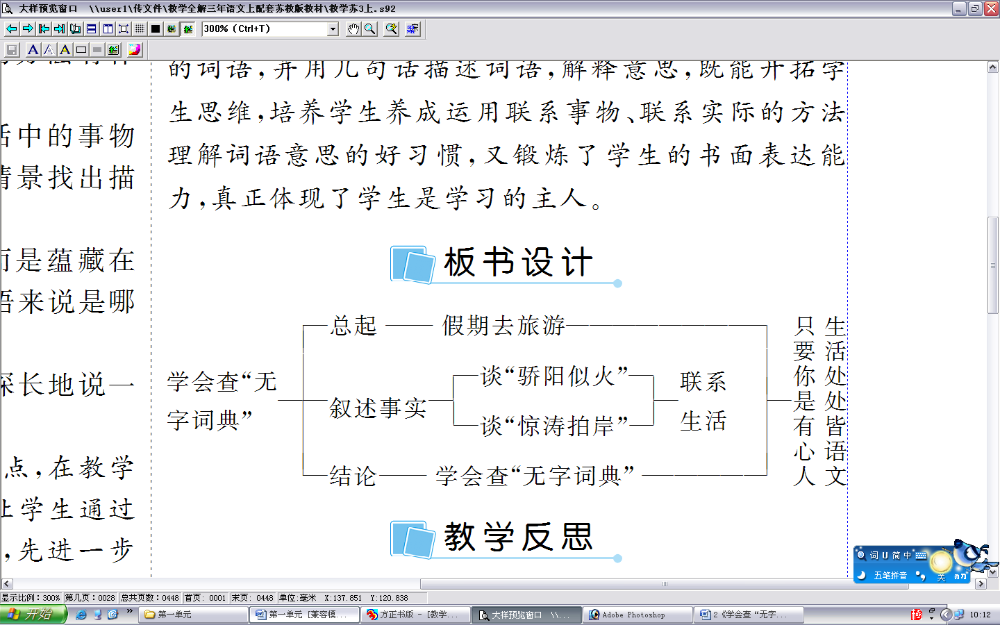 大样预览窗口 \\user1\传文件\教学全解三年语文上配套苏教版教材\教学苏3上.s92
300% (Ctrl+T)
活中的事物
情景找出描
而是蕴藏在
语来说是哪
深长地说一
点,在教学
让学生通过
,先进一步
的词语,并用几句话描述词语,解释意思,既能开拓学
生思维,培养学生养成运用联系事物、联系实际的方法
理解词语意思的好习惯,又锻炼了学生的书面表达能
力,真正体现了学生是学习的主人。
板书设计
学会查“无
字词典”
总起 假期去旅游
叙述事实
谈“骄阳似火”
谈“惊涛拍岸”
联系
生活
结论 学会查“无字词典”
生活处处皆语文
只要你是有心人
教学反思
词 U 简 中
五笔拼音
显示比例:300% 第几页:0028 总共页数:0448 首页: 0001 末页: 0448 单位:毫米 X:137.851 Y:120.838
开始
第一单元
第一单元 [兼容模...
方正书版 - [教学...
大样预览窗口 \\...
Adobe Photoshop
2《学会查“无字...
10:12